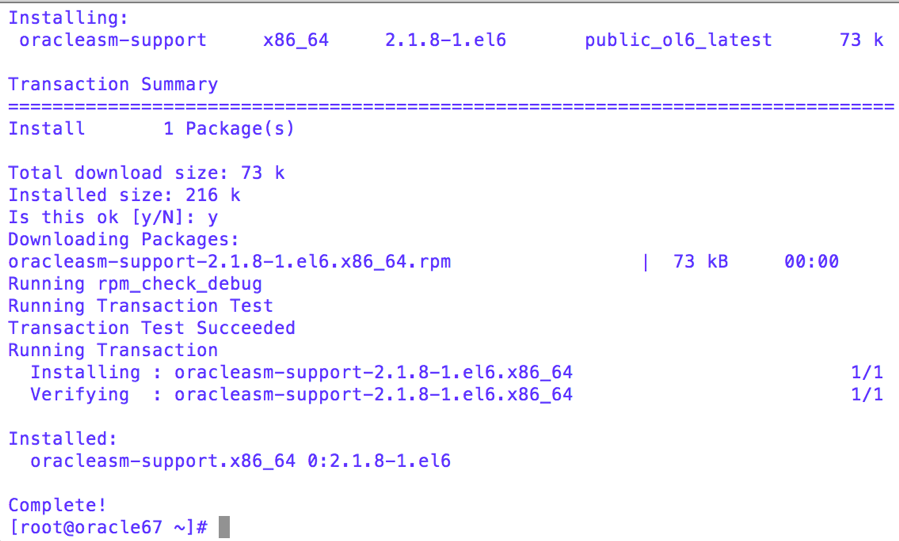 Installing:
 oracleasm-support     x86_64     2.1.8-1.el6       public_ol6_latest      73 k
Transaction Summary
================================================================================
Install       1 Package(s)
Total download size: 73 k
Installed size: 216 k
Is this ok [y/N]: y
Downloading Packages:
oracleasm-support-2.1.8-1.el6.x86_64.rpm                 |  73 kB     00:00
Running rpm_check_debug
Running Transaction Test
Transaction Test Succeeded
Running Transaction
  Installing : oracleasm-support-2.1.8-1.el6.x86_64                         1/1
  Verifying  : oracleasm-support-2.1.8-1.el6.x86_64                         1/1
Installed:
  oracleasm-support.x86_64 0:2.1.8-1.el6
Complete!
[root@oracle67 ~]#